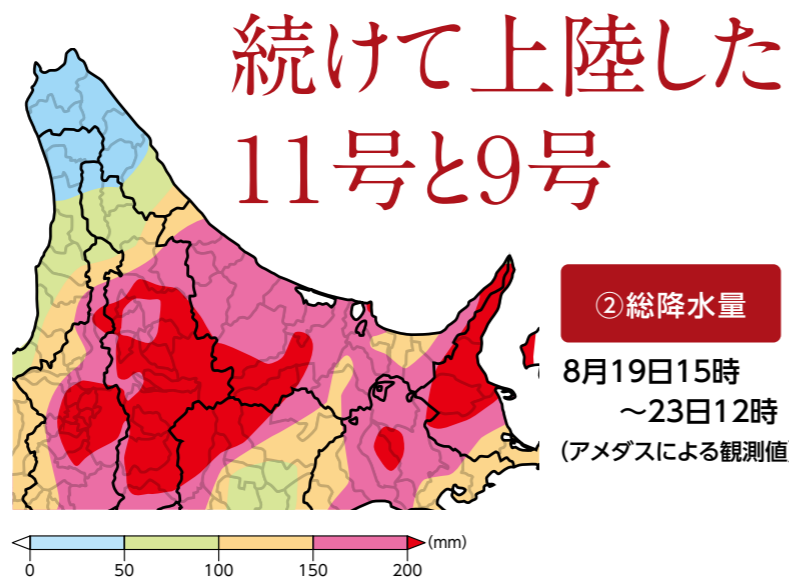 続けて上陸した
11号と9号
②総降水量
8月19日15時
～23日12時
(アメダスによる観測値)
(mm)
0 50 100 150 200